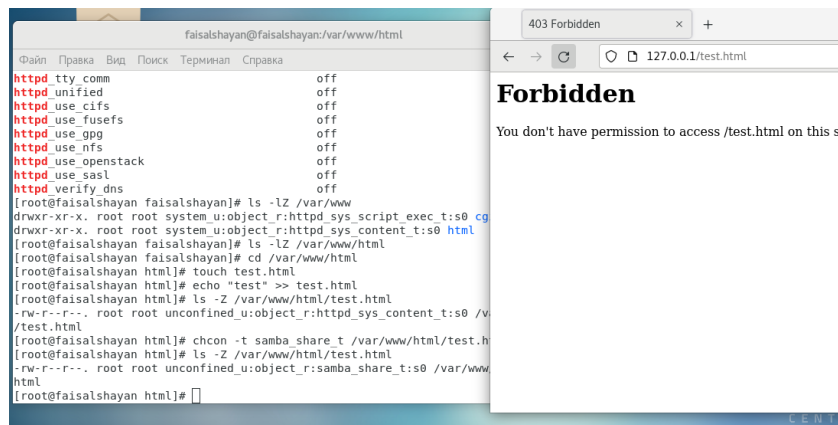 faisalshayan@faisalshayan:/var/www/html
Файл Правка Вид Поиск Терминал Справка
httpd_tty_comm off
httpd_unified off
httpd_use_cifs off
httpd_use_fusefs off
httpd_use_gpg off
httpd_use_nfs off
httpd_use_openstack off
httpd_use_sasl off
httpd_verify_dns off
[root@faisalshayan faisalshayan]# ls -lZ /var/www
drwxr-xr-x. root root system_u:object_r:httpd_sys_script_exec_t:s0 cg
drwxr-xr-x. root root system_u:object_r:httpd_sys_content_t:s0 html
[root@faisalshayan faisalshayan]# ls -lZ /var/www/html
[root@faisalshayan faisalshayan]# cd /var/www/html
[root@faisalshayan html]# touch test.html
[root@faisalshayan html]# echo "test" >> test.html
[root@faisalshayan html]# ls -Z /var/www/html/test.html
-rw-r--r--. root root unconfined_u:object_r:httpd_sys_content_t:s0 /va
/test.html
[root@faisalshayan html]# chcon -t samba_share_t /var/www/html/test.h
[root@faisalshayan html]# ls -Z /var/www/html/test.html
-rw-r--r--. root root unconfined_u:object_r:samba_share_t:s0 /var/www
html
[root@faisalshayan html]#
403 Forbidden
127.0.0.1/test.html
Forbidden
You don't have permission to access /test.html on this s
CENT